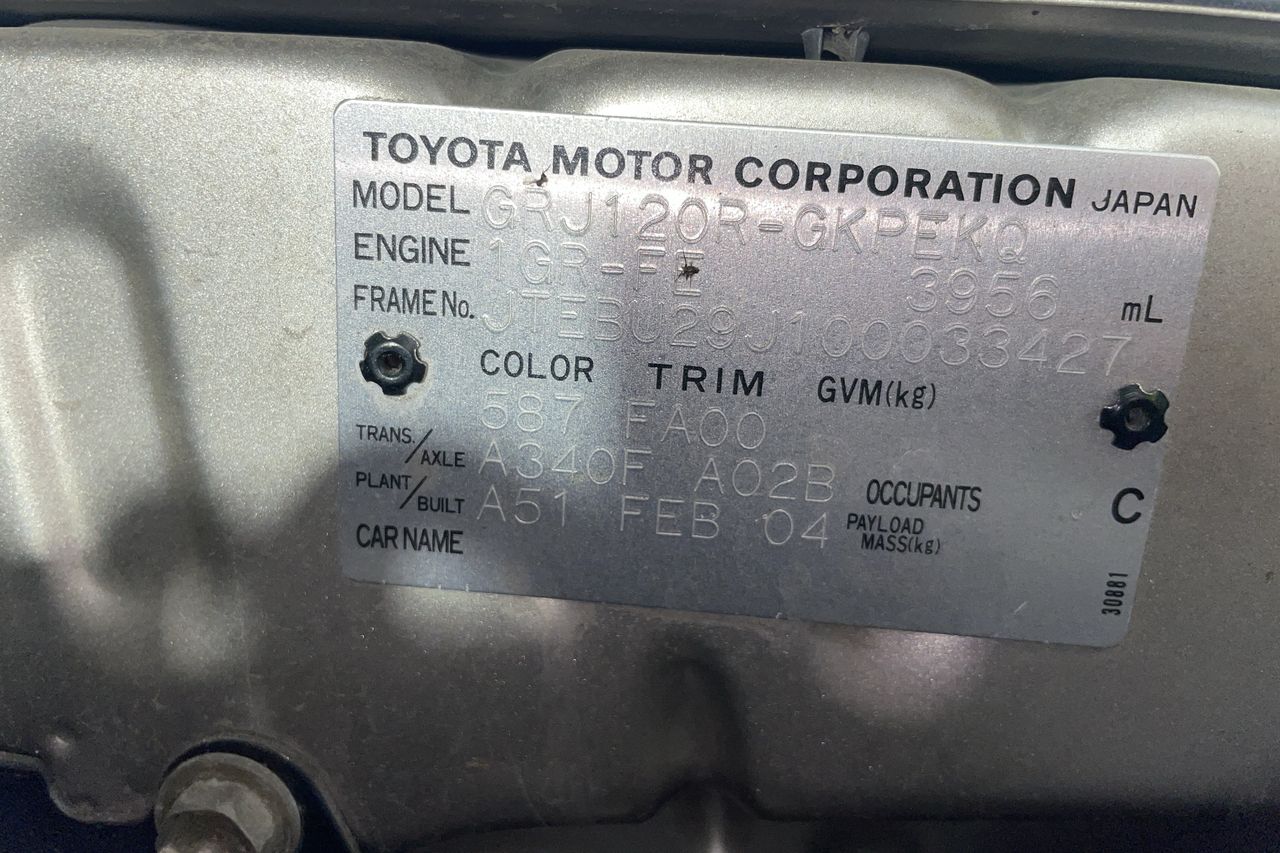 TOYOTA MOTOR CORPORATION JAPAN
MODEL GRJ120R-GKPEKQ
ENGINE 1GR-FE 3956 mL
FRAME No. JTEBU29J100033427
COLOR TRIM GVM(kg)
587 FA00
TRANS./AXLE A340F A02B OCCUPANTS C
PLANT/BUILT A51 FEB 04 PAYLOAD MASS(kg)
CAR NAME
30881